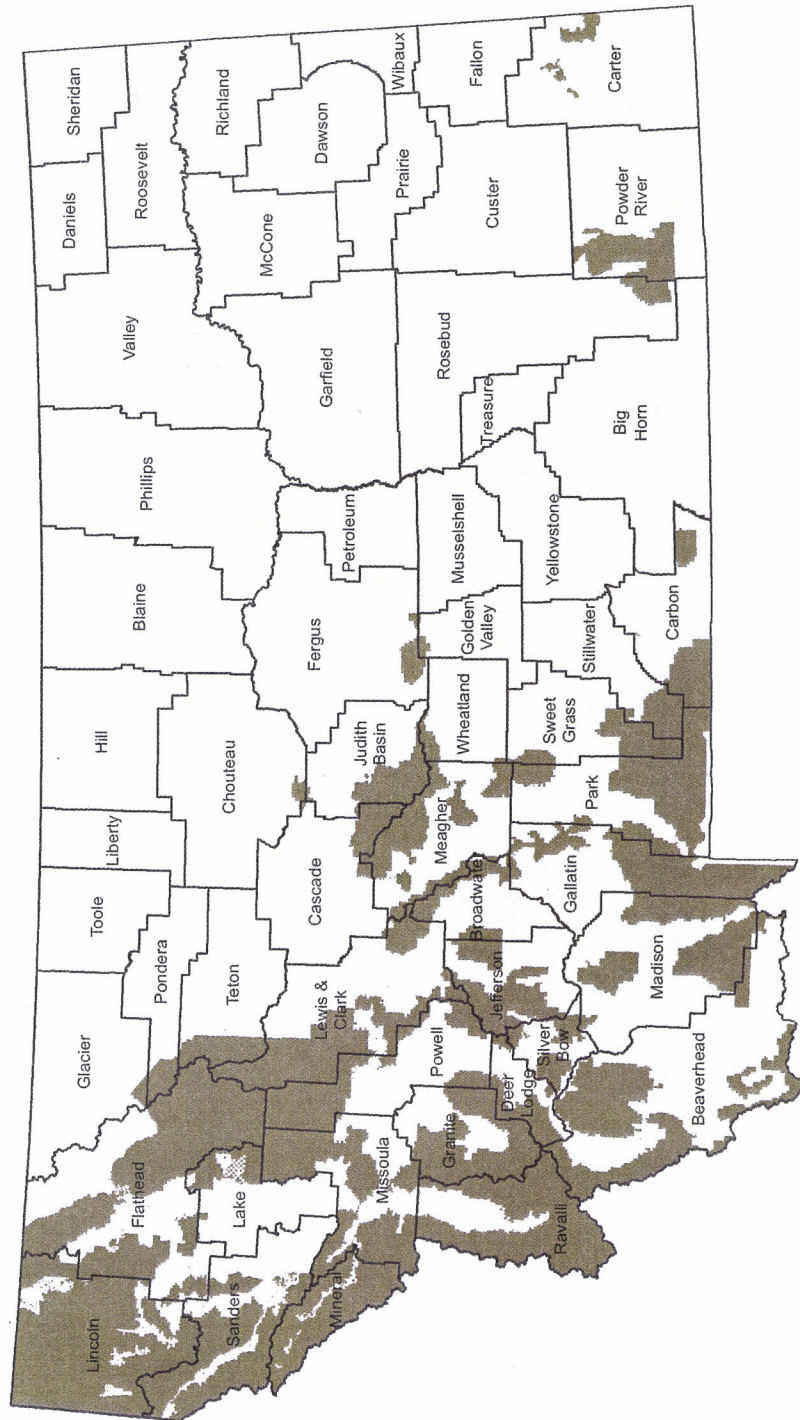 Lincoln
Flathead
Glacier
Toole
Liberty
Hill
Blaine
Phillips
Valley
Daniels
Sheridan
Roosevelt
Sanders
Lake
Pondera
Teton
Chouteau
Richland
McCone
Dawson
Wibaux
Mineral
Missoula
Powell
Lewis &
Clark
Cascade
Judith
Basin
Fergus
Petroleum
Garfield
Prairie
Fallon
Ravalli
Granite
Deer
Lodge
Silver
Bow
Jefferson
Broadwater
Meagher
Wheatland
Golden
Valley
Musselshell
Treasure
Rosebud
Custer
Carter
Beaverhead
Madison
Gallatin
Park
Sweet
Grass
Stillwater
Yellowstone
Carbon
Big
Horn
Powder
River